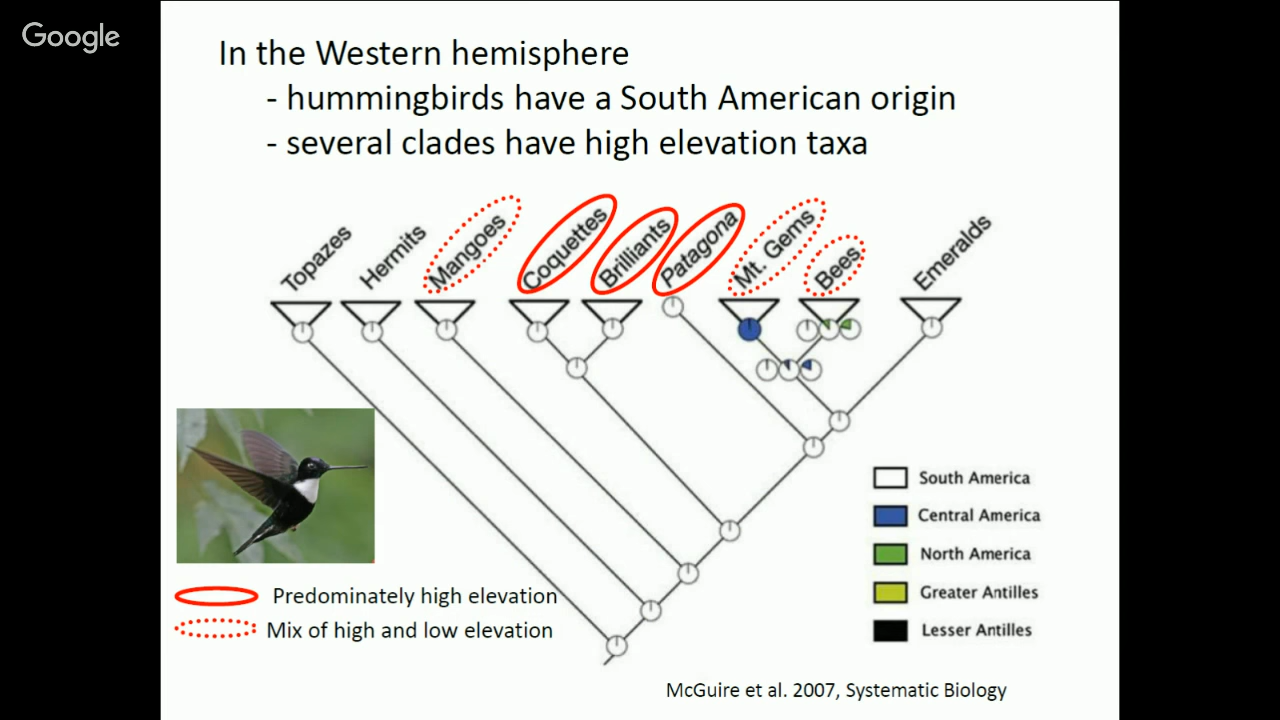 Google
In the Western hemisphere
- hummingbirds have a South American origin
- several clades have high elevation taxa
Topazes
Hermits
Mangoes
Coquettes
Brilliants
Patagona
Mt. Gems
Bees
Emeralds
South America
Central America
North America
Greater Antilles
Lesser Antilles
Predominately high elevation
Mix of high and low elevation
McGuire et al. 2007, Systematic Biology